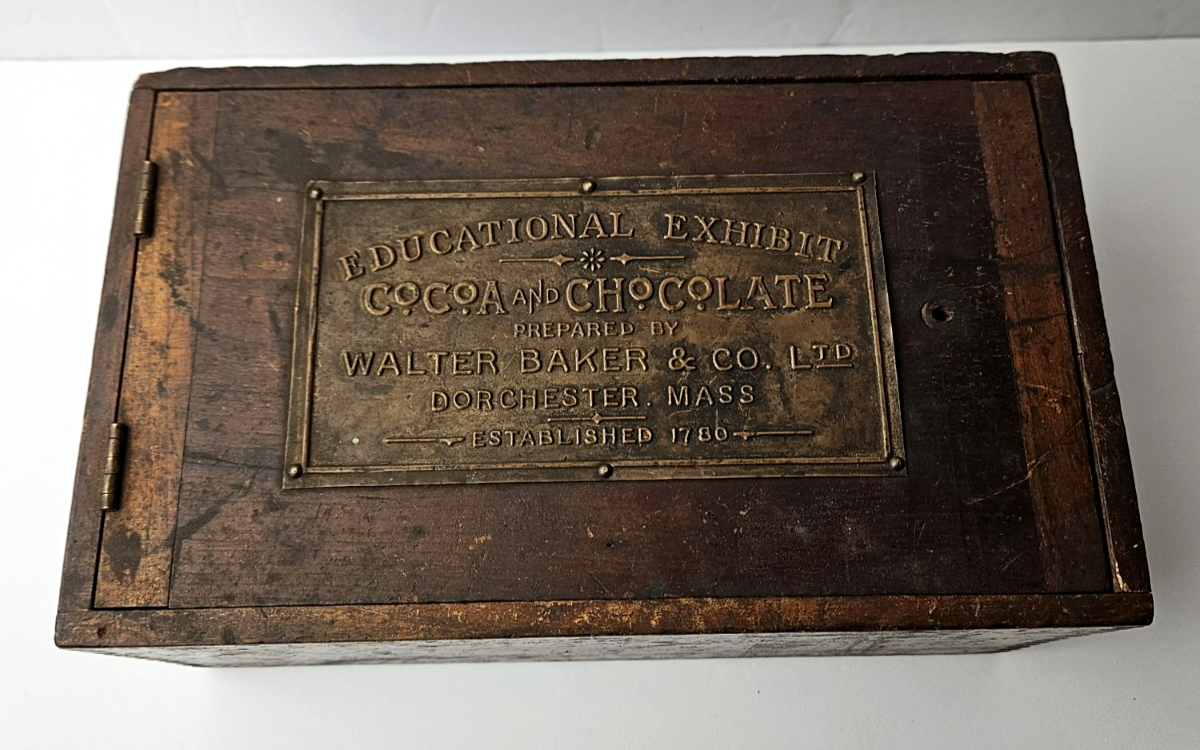 EDUCATIONAL EXHIBIT
COCOA AND CHOCOLATE
PREPARED BY
WALTER BAKER & CO. LTD
DORCHESTER. MASS
ESTABLISHED 1780